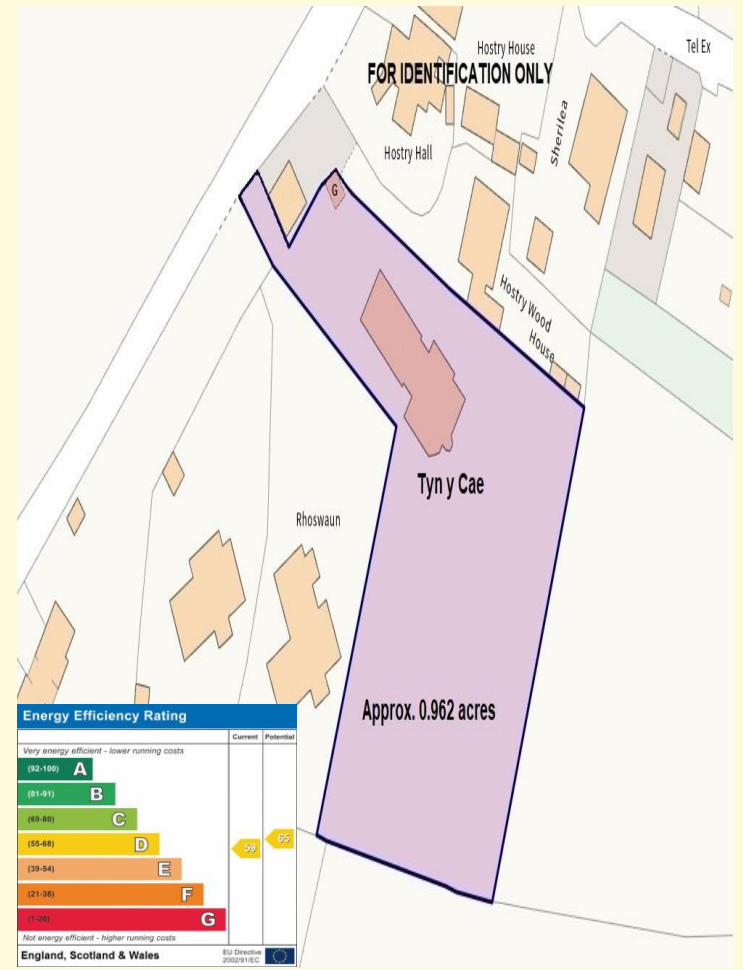 Hostry House
Tel Ex
FOR IDENTIFICATION ONLY
Sherilea
Hostry Hall
G
Hostry Wood
House
Tyn y Cae
Rhoswaun
Approx. 0.962 acres
Energy Efficiency Rating
Current Potential
Very energy efficient - lower running costs
(92-100) A
(81-91) B
(69-80) C
(55-68) D
59
65
(39-54) E
(21-38) F
(1-20) G
Not energy efficient - higher running costs
England, Scotland & Wales
EU Directive
2002/91/EC